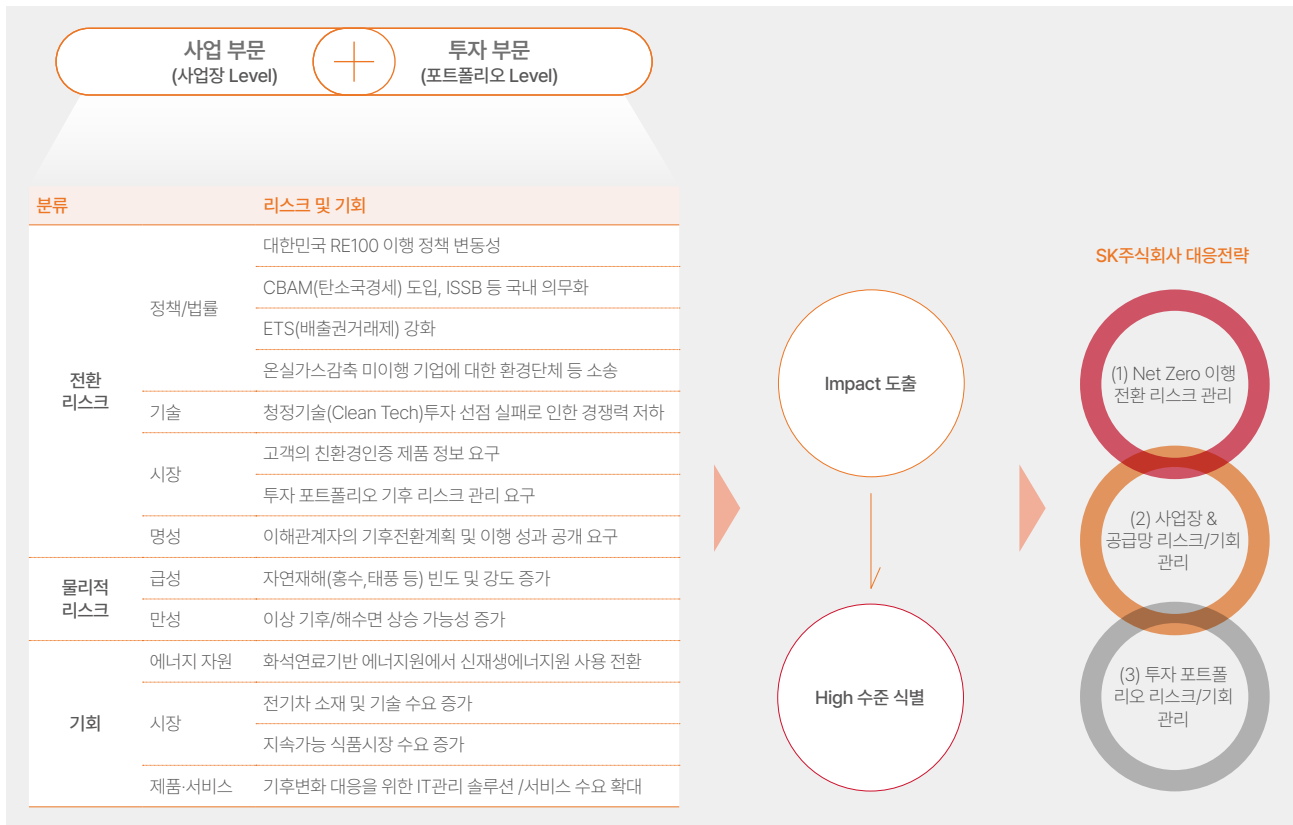 사업 부문
(사업장 Level)
투자 부문
(포트폴리오 Level)
분류
리스크 및 기회
전환
리스크
정책/법률
대한민국 RE100 이행 정책 변동성
CBAM(탄소국경세) 도입, ISSB 등 국내 의무화
ETS(배출권거래제) 강화
온실가스감축 미이행 기업에 대한 환경단체 등 소송
기술
청정기술(Clean Tech)투자 선점 실패로 인한 경쟁력 저하
시장
고객의 친환경인증 제품 정보 요구
투자 포트폴리오 기후 리스크 관리 요구
명성
이해관계자의 기후전환계획 및 이행 성과 공개 요구
물리적
리스크
급성
자연재해(홍수,태풍 등) 빈도 및 강도 증가
만성
이상 기후/해수면 상승 가능성 증가
기회
에너지 자원
화석연료기반 에너지원에서 신재생에너지원 사용 전환
시장
전기차 소재 및 기술 수요 증가
지속가능 식품시장 수요 증가
제품·서비스
기후변화 대응을 위한 IT관리 솔루션 /서비스 수요 확대
Impact 도출
High 수준 식별
SK주식회사 대응전략
(1) Net Zero 이행
전환 리스크 관리
(2) 사업장 &
공급망 리스크/기회
관리
(3) 투자 포트폴
리오 리스크/기회
관리